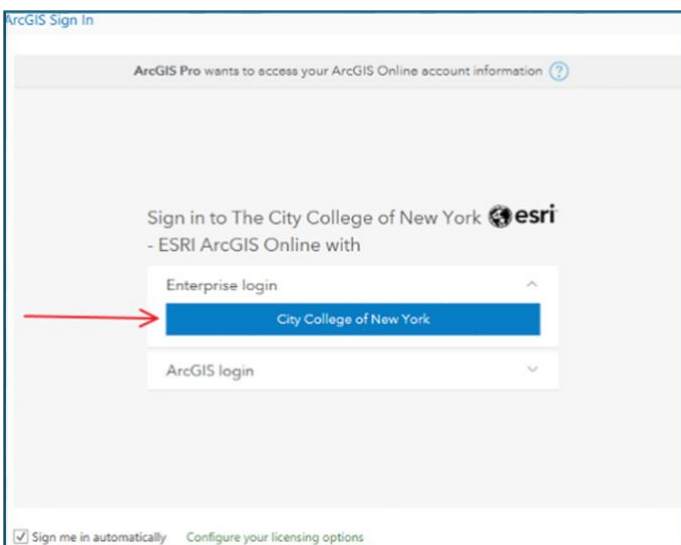 ArcGIS Sign In
ArcGIS Pro wants to access your ArcGIS Online account information ?
Sign in to The City College of New York esri
- ESRI ArcGIS Online with
Enterprise login
City College of New York
ArcGIS login
Sign me in automatically Configure your licensing options